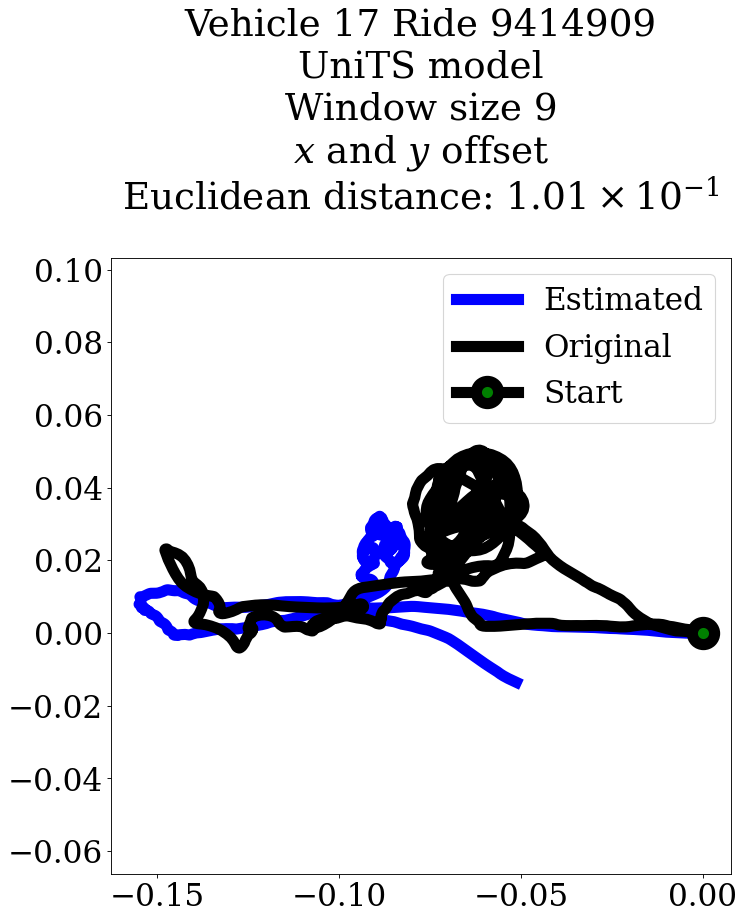 Vehicle 17 Ride 9414909
UniTS model
Window size 9
x and y offset
Euclidean distance: 1.01 × 10⁻¹
0.10
0.08
0.06
0.04
0.02
0.00
−0.02
−0.04
−0.06
Estimated
Original
Start
−0.15
−0.10
−0.05
0.00